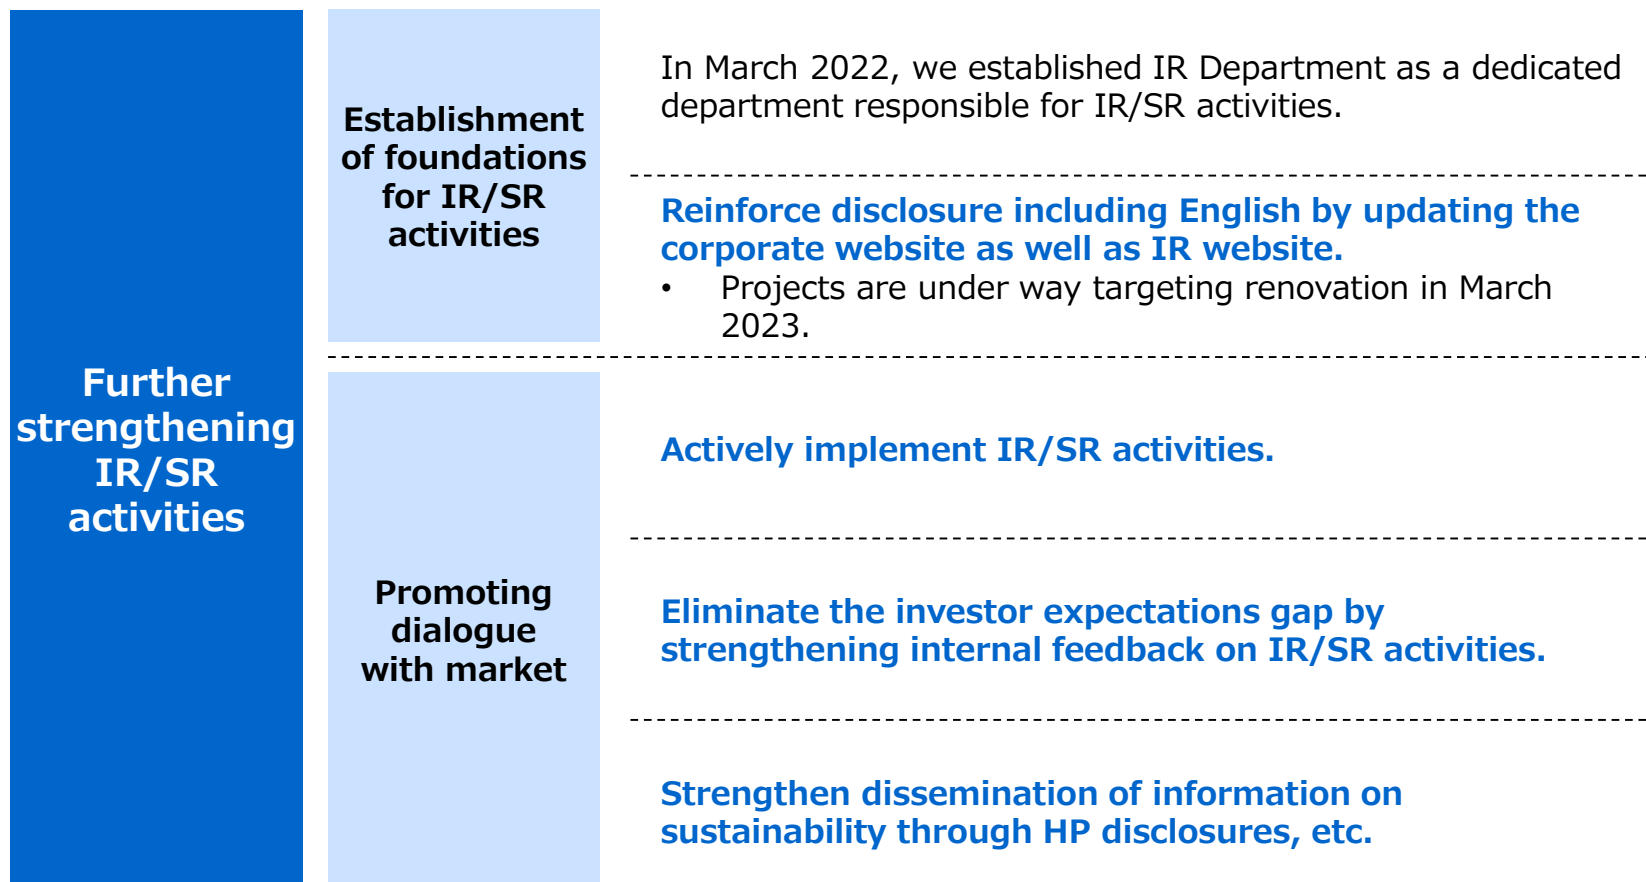 Further
strengthening
IR/SR
activities
Establishment
of foundations
for IR/SR
activities
In March 2022, we established IR Department as a dedicated
department responsible for IR/SR activities.
Reinforce disclosure including English by updating the
corporate website as well as IR website.
• Projects are under way targeting renovation in March
2023.
Promoting
dialogue
with market
Actively implement IR/SR activities.
Eliminate the investor expectations gap by
strengthening internal feedback on IR/SR activities.
Strengthen dissemination of information on
sustainability through HP disclosures, etc.